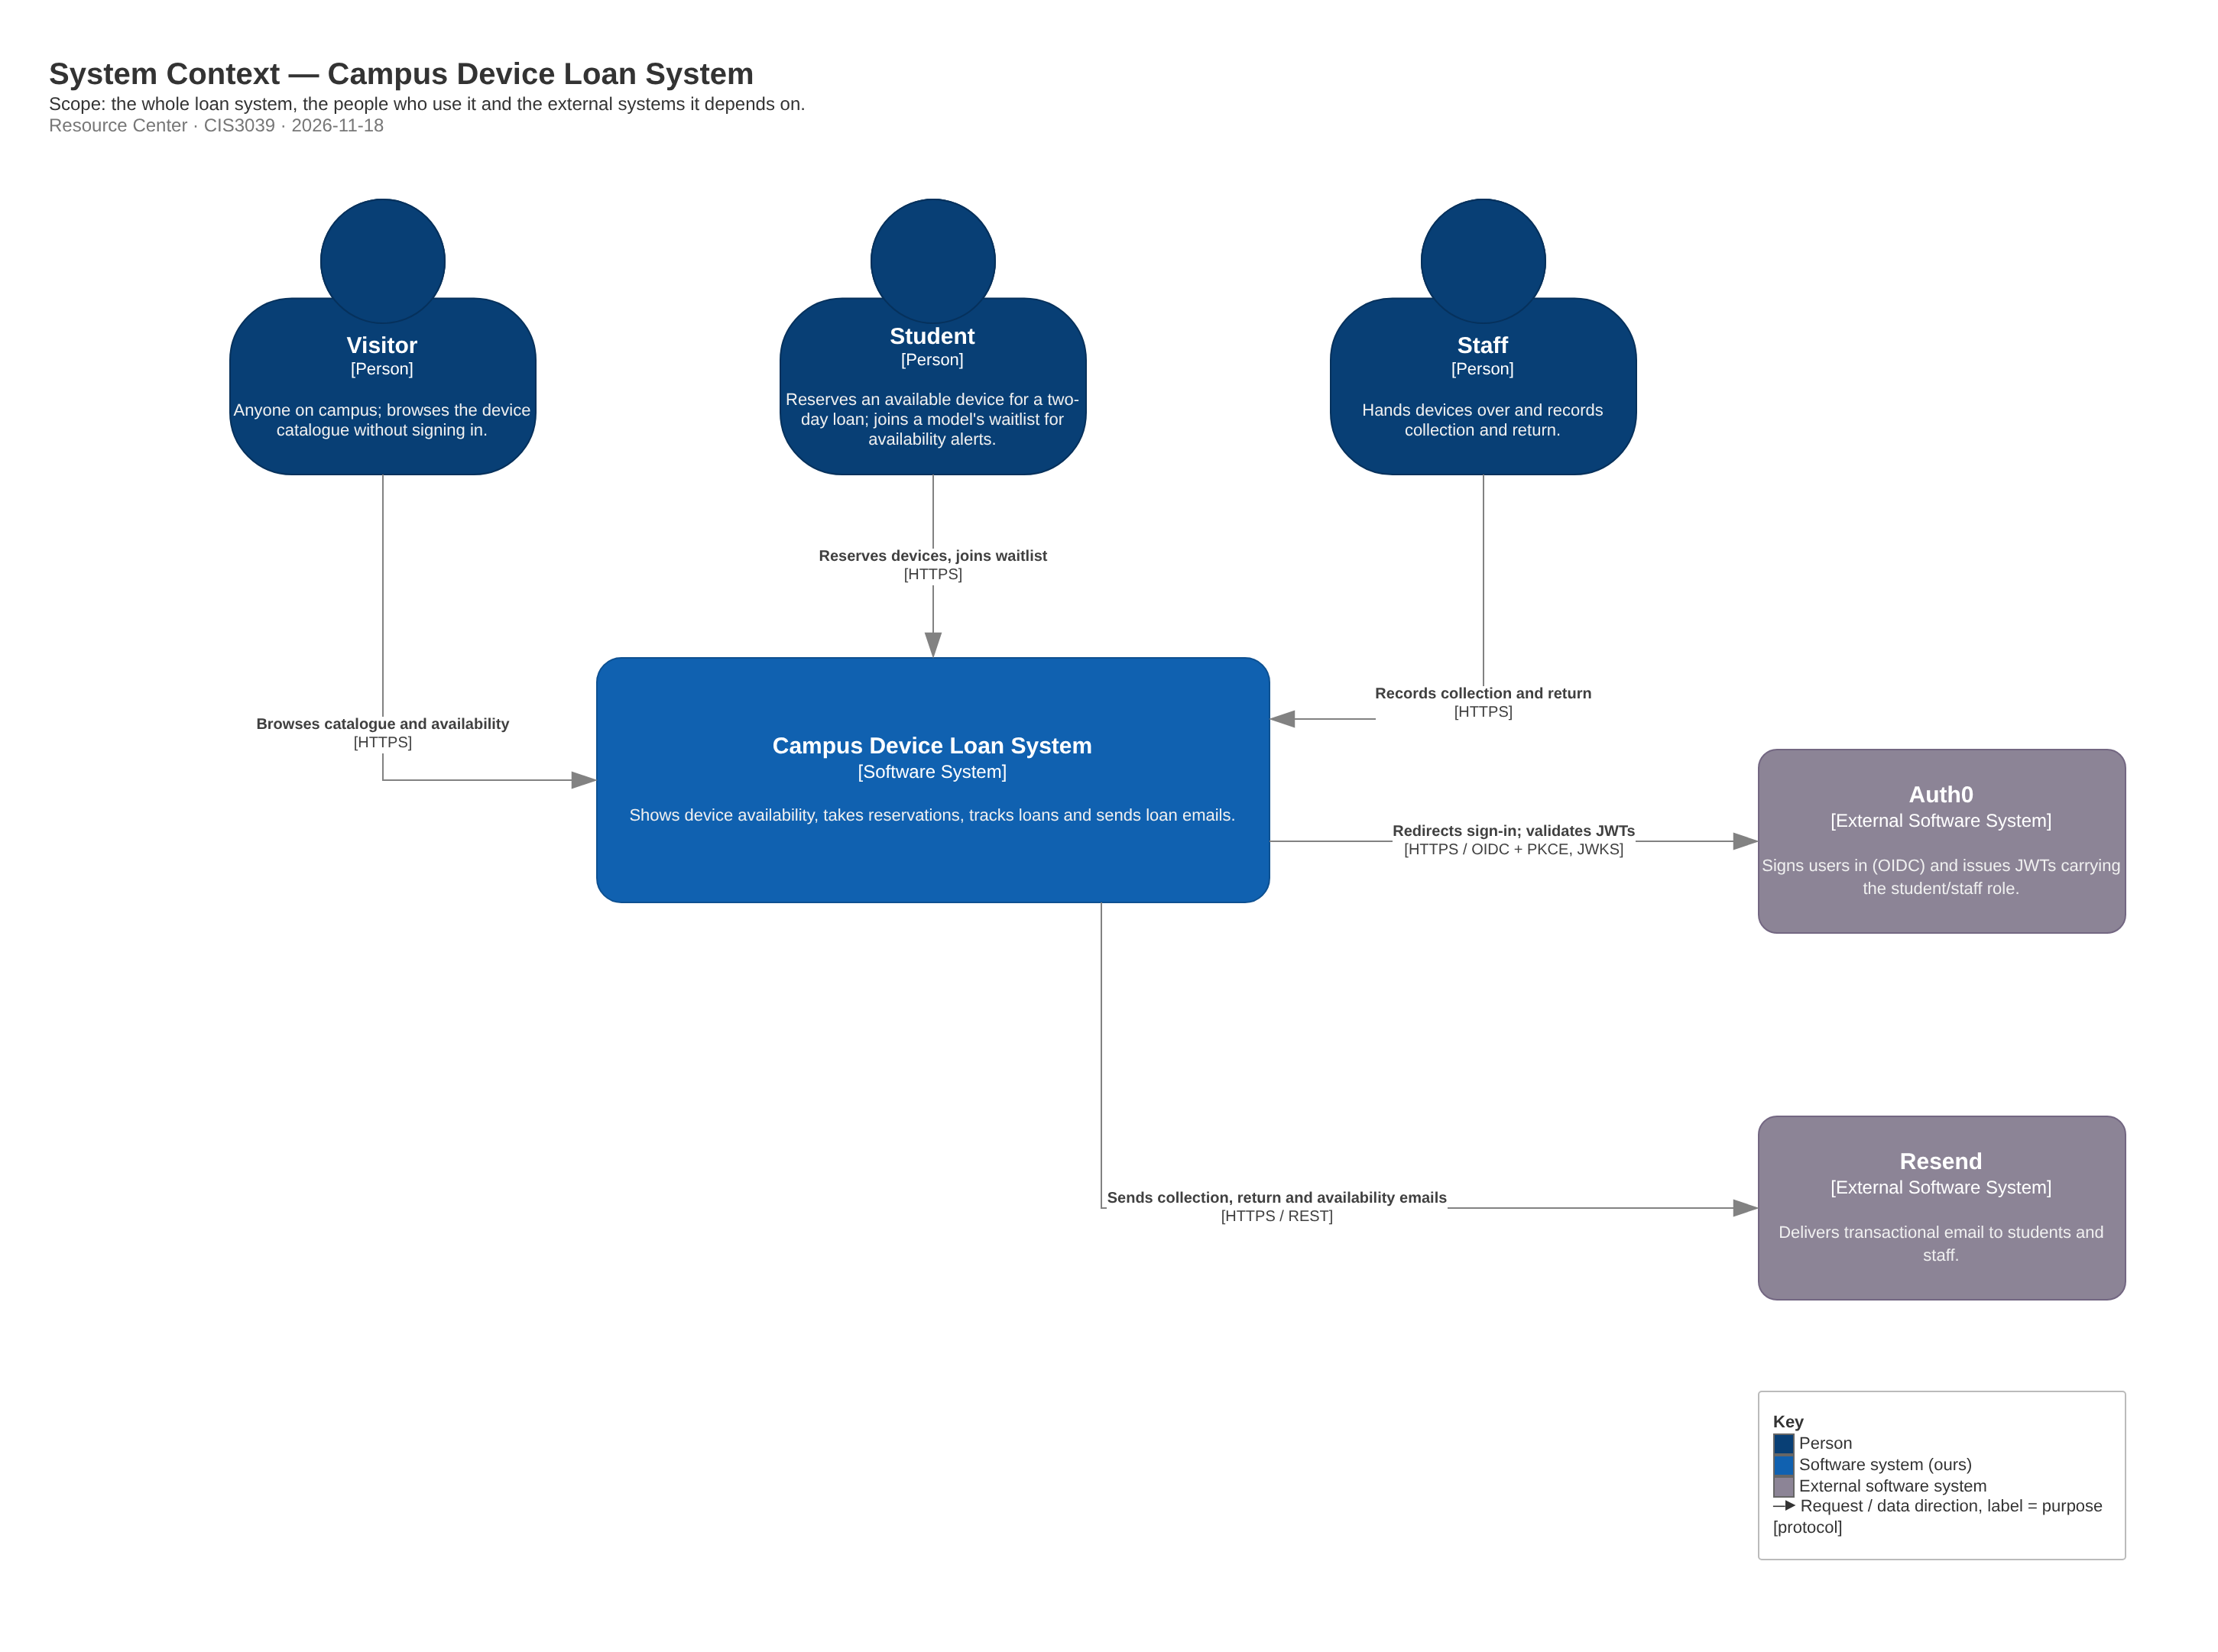 System Context — Campus Device Loan System
Scope: the whole loan system, the people who use it and the external systems it depends on.
Resource Center · CIS3039 · 2026-11-18
Visitor
[Person]
Anyone on campus; browses the device
catalogue without signing in.
Student
[Person]
Reserves an available device for a two-
day loan; joins a model's waitlist for
availability alerts.
Staff
[Person]
Hands devices over and records
collection and return.
Reserves devices, joins waitlist
[HTTPS]
Records collection and return
[HTTPS]
Browses catalogue and availability
[HTTPS]
Campus Device Loan System
[Software System]
Shows device availability, takes reservations, tracks loans and sends loan emails.
Redirects sign-in; validates JWTs
[HTTPS / OIDC + PKCE, JWKS]
Auth0
[External Software System]
Signs users in (OIDC) and issues JWTs carrying
the student/staff role.
Sends collection, return and availability emails
[HTTPS / REST]
Resend
[External Software System]
Delivers transactional email to students and
staff.
Key
Person
Software system (ours)
External software system
Request / data direction, label = purpose
[protocol]